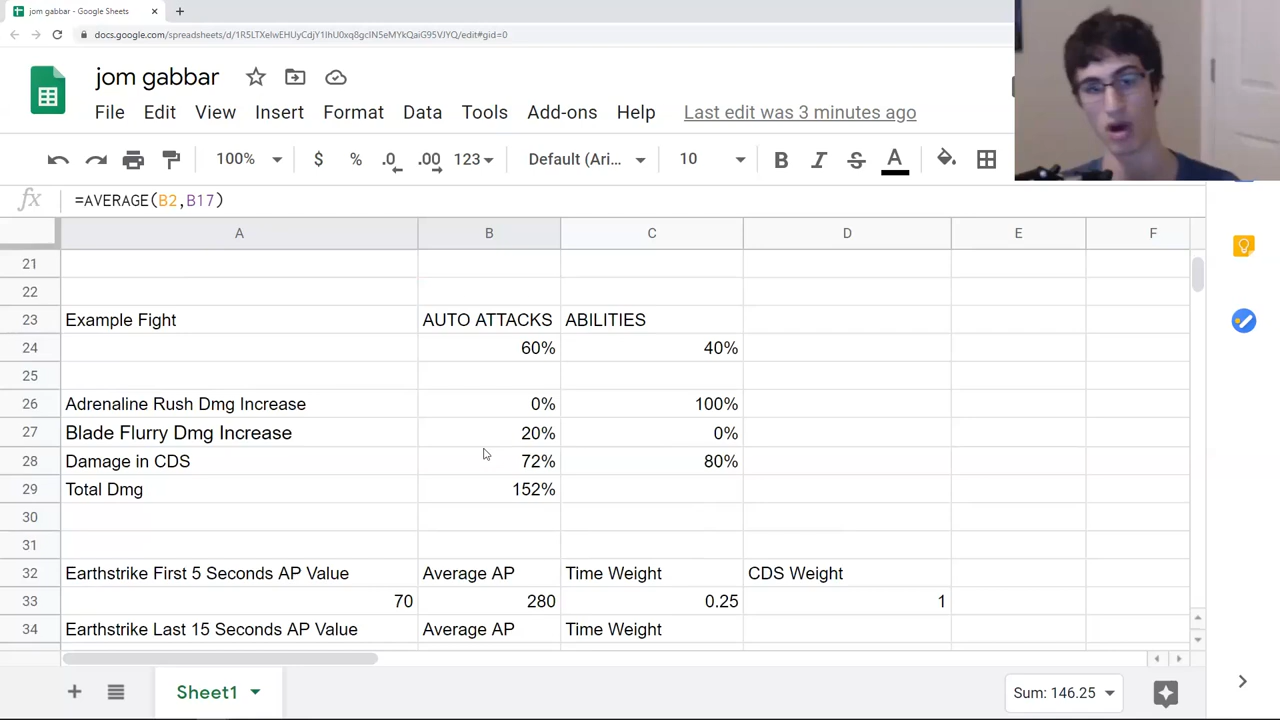 jom gabbar - Google Sheets
docs.google.com/spreadsheets/d/1R5LTXelwEHUyCdjY1lhU0xq8gclN5eMYkQaiG95VJYQ/edit#gid=0
jom gabbar
File Edit View Insert Format Data Tools Add-ons Help Last edit was 3 minutes ago
100% $ % .0 .00 123 Default (Ari... 10 B I S A
fx =AVERAGE(B2,B17)
A B C D E F
21
22
23 Example Fight AUTO ATTACKS ABILITIES
24 60% 40%
25
26 Adrenaline Rush Dmg Increase 0% 100%
27 Blade Flurry Dmg Increase 20% 0%
28 Damage in CDS 72% 80%
29 Total Dmg 152%
30
31
32 Earthstrike First 5 Seconds AP Value Average AP Time Weight CDS Weight
33 70 280 0.25 1
34 Earthstrike Last 15 Seconds AP Value Average AP Time Weight
Sheet1 Sum: 146.25